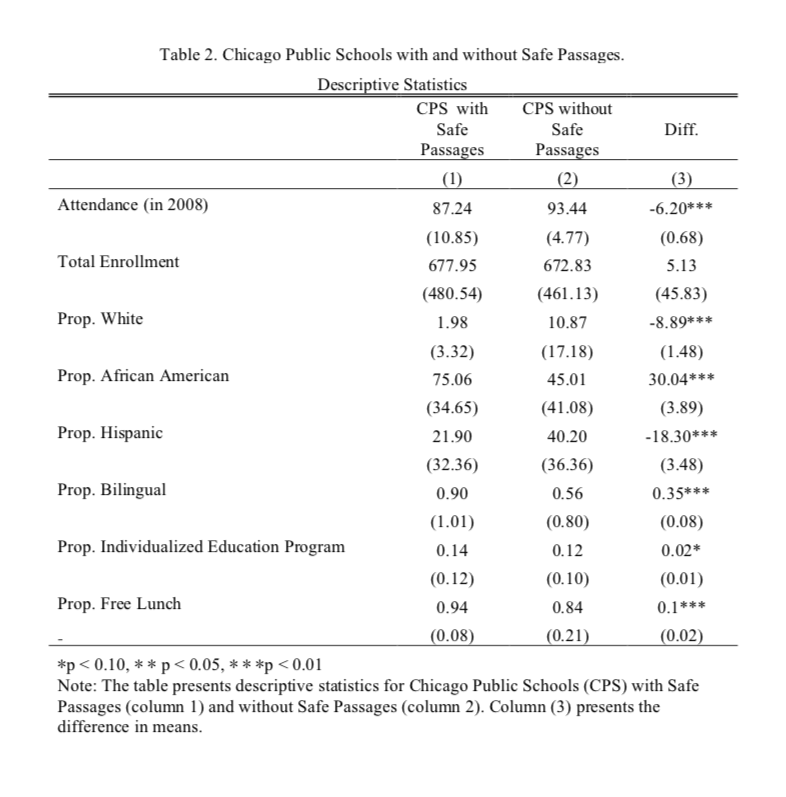 Table 2. Chicago Public Schools with and without Safe Passages.
Descriptive Statistics
CPS with Safe Passages CPS without Safe Passages Diff.
(1) (2) (3)
Attendance (in 2008) 87.24 93.44 -6.20***
(10.85) (4.77) (0.68)
Total Enrollment 677.95 672.83 5.13
(480.54) (461.13) (45.83)
Prop. White 1.98 10.87 -8.89***
(3.32) (17.18) (1.48)
Prop. African American 75.06 45.01 30.04***
(34.65) (41.08) (3.89)
Prop. Hispanic 21.90 40.20 -18.30***
(32.36) (36.36) (3.48)
Prop. Bilingual 0.90 0.56 0.35***
(1.01) (0.80) (0.08)
Prop. Individualized Education Program 0.14 0.12 0.02*
(0.12) (0.10) (0.01)
Prop. Free Lunch 0.94 0.84 0.1***
- (0.08) (0.21) (0.02)
*p < 0.10, * * p < 0.05, * * *p < 0.01
Note: The table presents descriptive statistics for Chicago Public Schools (CPS) with Safe
Passages (column 1) and without Safe Passages (column 2). Column (3) presents the
difference in means.